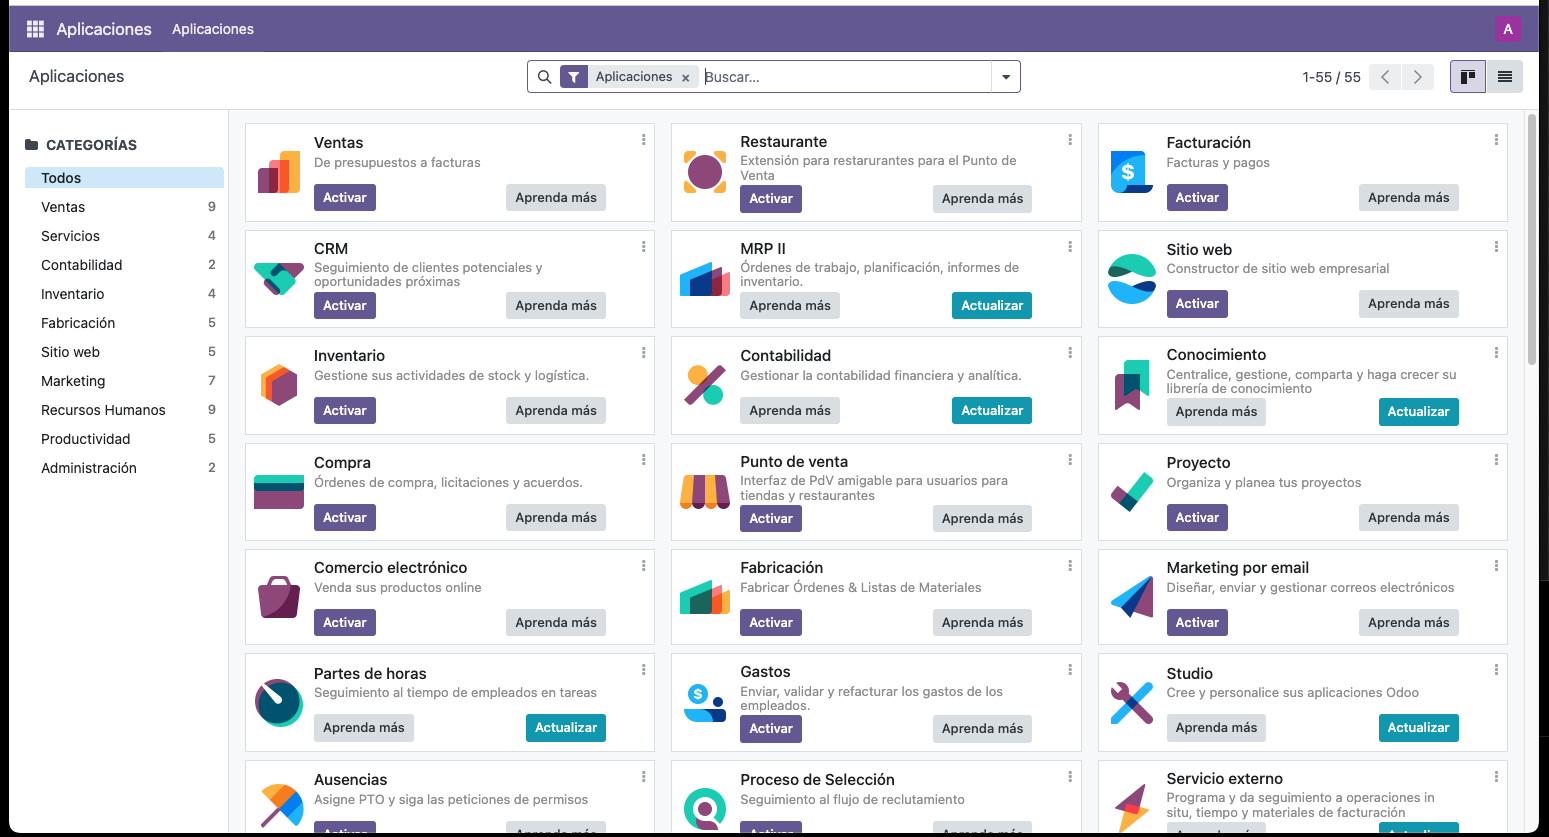 Aplicaciones Aplicaciones A
Aplicaciones
Aplicaciones × Buscar...
1-55 / 55
CATEGORÍAS
Todos
Ventas 9
Servicios 4
Contabilidad 2
Inventario 4
Fabricación 5
Sitio web 5
Marketing 7
Recursos Humanos 9
Productividad 5
Administración 2
Ventas
De presupuestos a facturas
Activar Aprenda más
Restaurante
Extensión para restarurantes para el Punto de
Venta
Activar Aprenda más
Facturación
Facturas y pagos
$
Activar Aprenda más
CRM
Seguimiento de clientes potenciales y
oportunidades próximas
Activar Aprenda más
MRP II
Órdenes de trabajo, planificación, informes de
inventario.
Aprenda más Actualizar
Sitio web
Constructor de sitio web empresarial
Activar Aprenda más
Inventario
Gestione sus actividades de stock y logística.
Activar Aprenda más
Contabilidad
Gestionar la contabilidad financiera y analítica.
Aprenda más Actualizar
Conocimiento
Centralice, gestione, comparta y haga crecer su
librería de conocimiento
Aprenda más Actualizar
Compra
Órdenes de compra, licitaciones y acuerdos.
Activar Aprenda más
Punto de venta
Interfaz de PdV amigable para usuarios para
tiendas y restaurantes
Activar Aprenda más
Proyecto
Organiza y planea tus proyectos
Activar Aprenda más
Comercio electrónico
Venda sus productos online
Activar Aprenda más
Fabricación
Fabricar Órdenes & Listas de Materiales
Activar Aprenda más
Marketing por email
Diseñar, enviar y gestionar correos electrónicos
Activar Aprenda más
Partes de horas
Seguimiento al tiempo de empleados en tareas
Aprenda más Actualizar
Gastos
Enviar, validar y refacturar los gastos de los
$
empleados.
Activar Aprenda más
Studio
Cree y personalice sus aplicaciones Odoo
Aprenda más Actualizar
Ausencias
Asigne PTO y siga las peticiones de permisos
Activar Aprenda más
Proceso de Selección
Seguimiento al flujo de reclutamiento
Activar Aprenda más
Servicio externo
Programa y da seguimiento a operaciones in
situ, tiempo y materiales de facturación
Aprenda más Actualizar